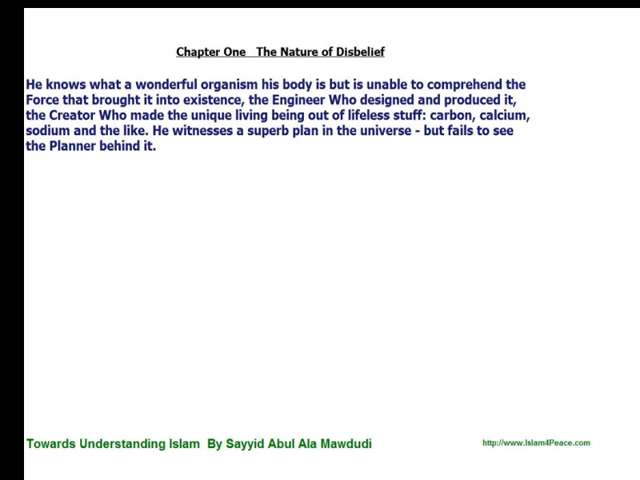 Chapter One   The Nature of Disbelief
He knows what a wonderful organism his body is but is unable to comprehend the
Force that brought it into existence, the Engineer Who designed and produced it,
the Creator Who made the unique living being out of lifeless stuff: carbon, calcium,
sodium and the like. He witnesses a superb plan in the universe - but fails to see
the Planner behind it.
Towards Understanding Islam  By Sayyid Abul Ala Mawdudi
http://www.Islam4Peace.com